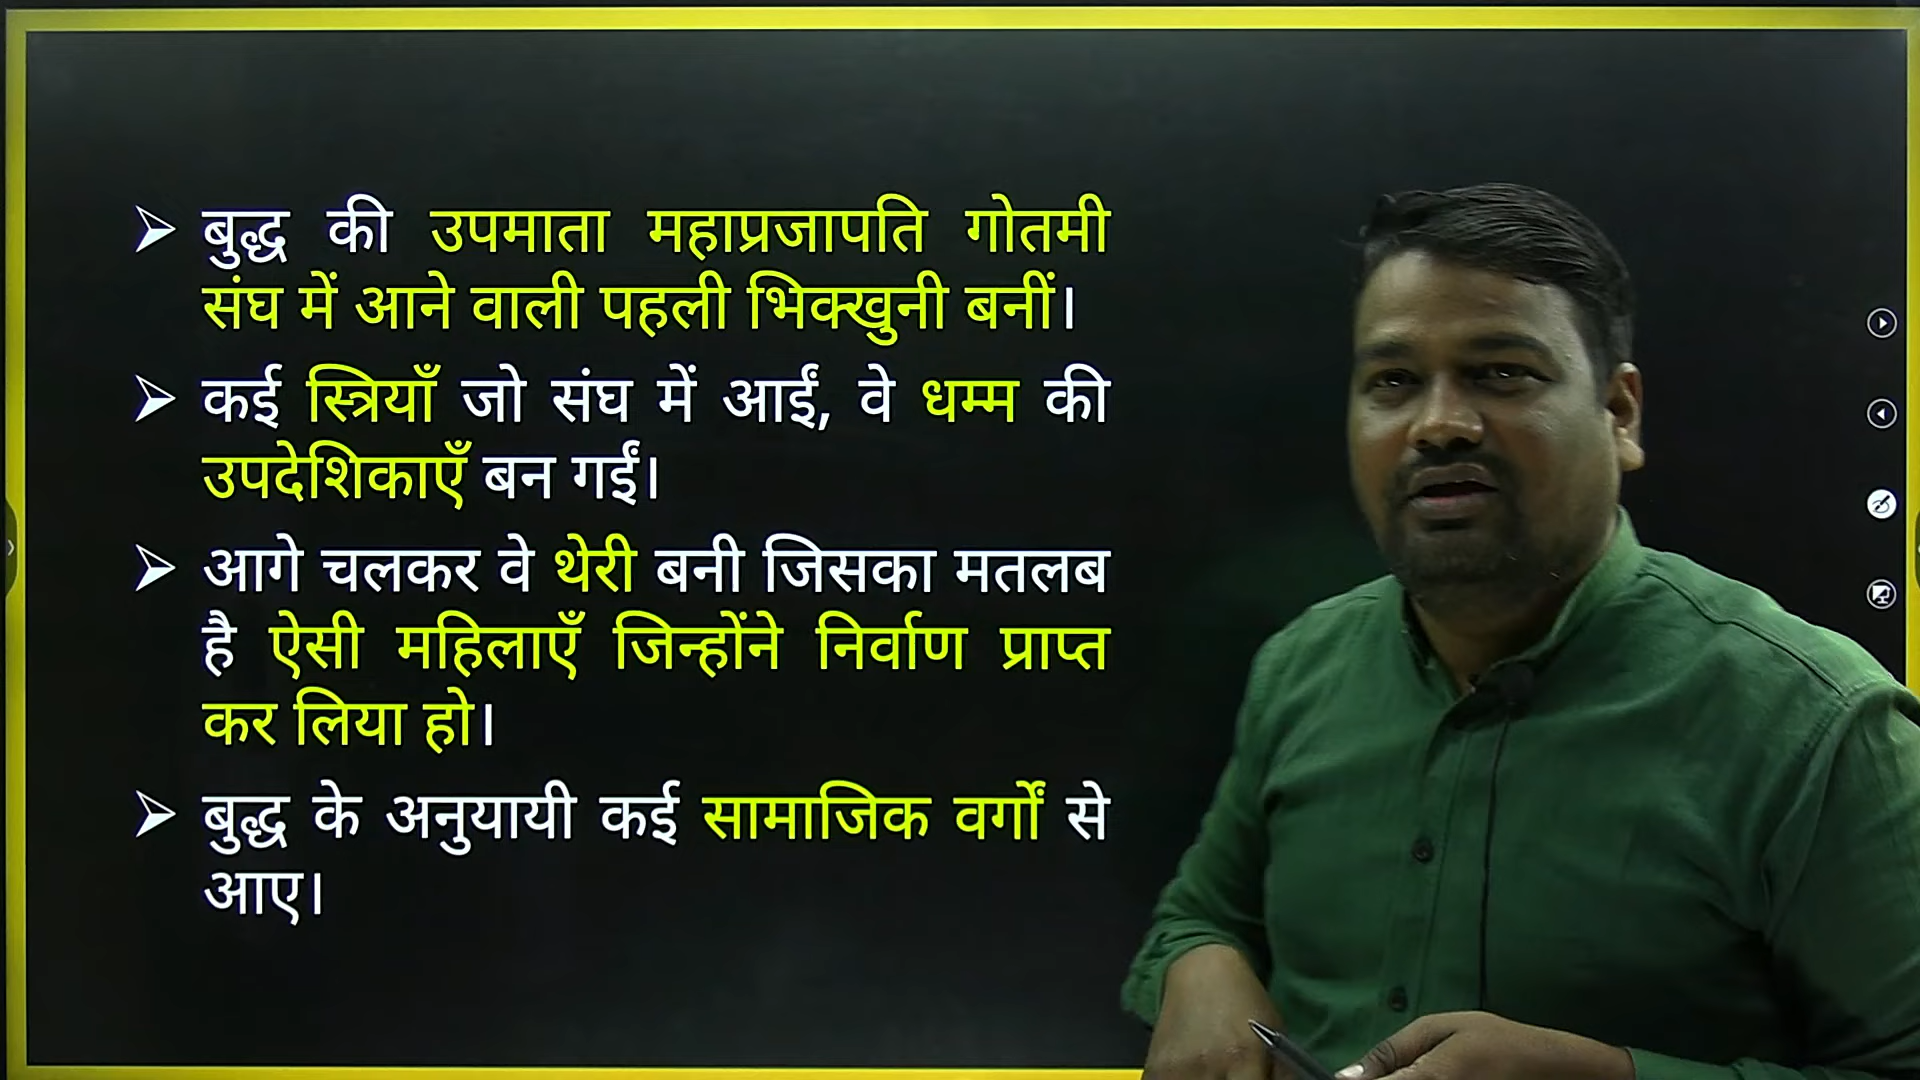 बुद्ध की उपमाता महाप्रजापति गोतमी
संघ में आने वाली पहली भिक्खुनी बनीं।
कई स्त्रियाँ जो संघ में आईं, वे धम्म की
उपदेशिकाएँ बन गईं।
आगे चलकर वे थेरी बनी जिसका मतलब
है ऐसी महिलाएँ जिन्होंने निर्वाण प्राप्त
कर लिया हो।
बुद्ध के अनुयायी कई सामाजिक वर्गों से
आए।